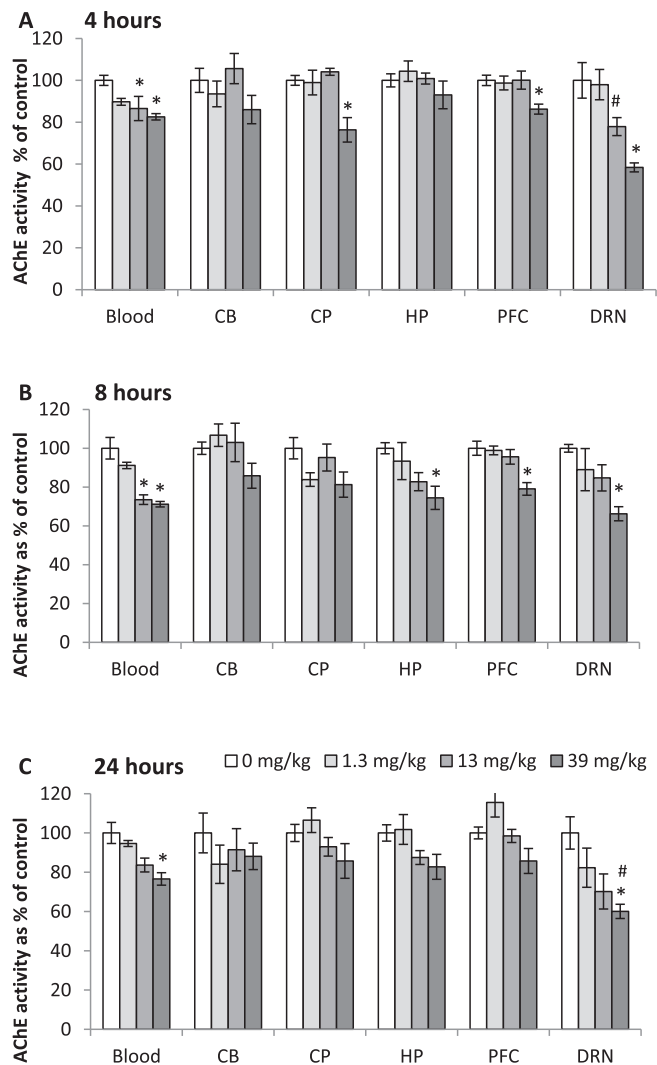 A 4 hours
AChE activity % of control
120
100
80
60
40
20
0
* * * * # *
Blood CB CP HP PFC DRN
B 8 hours
AChE activity as % of control
120
100
80
60
40
20
0
* * * * *
Blood CB CP HP PFC DRN
C 24 hours
0 mg/kg 1.3 mg/kg 13 mg/kg 39 mg/kg
AChE activity as % of control
120
100
80
60
40
20
0
* # *
Blood CB CP HP PFC DRN